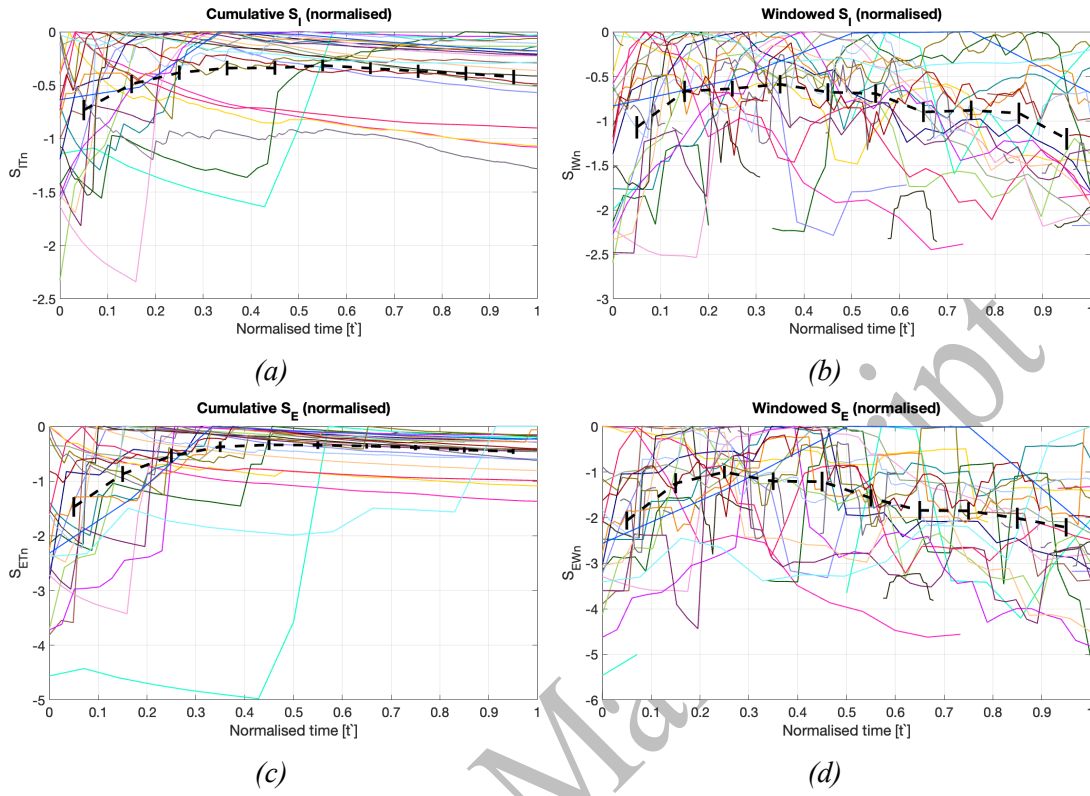 Cumulative S_I (normalised)
0
-0.5
-1
-1.5
-2
-2.5
S_ITn
0 0.1 0.2 0.3 0.4 0.5 0.6 0.7 0.8 0.9 1
Normalised time [t`]
(a)
Windowed S_I (normalised)
0
-0.5
-1
-1.5
-2
-2.5
-3
S_IWn
0 0.1 0.2 0.3 0.4 0.5 0.6 0.7 0.8 0.9 1
Normalised time [t`]
(b)
Cumulative S_E (normalised)
0
-1
-2
-3
-4
-5
S_ETn
0 0.1 0.2 0.3 0.4 0.5 0.6 0.7 0.8 0.9 1
Normalised time [t`]
(c)
Windowed S_E (normalised)
0
-1
-2
-3
-4
-5
-6
S_EWn
0 0.1 0.2 0.3 0.4 0.5 0.6 0.7 0.8 0.9 1
Normalised time [t`]
(d)